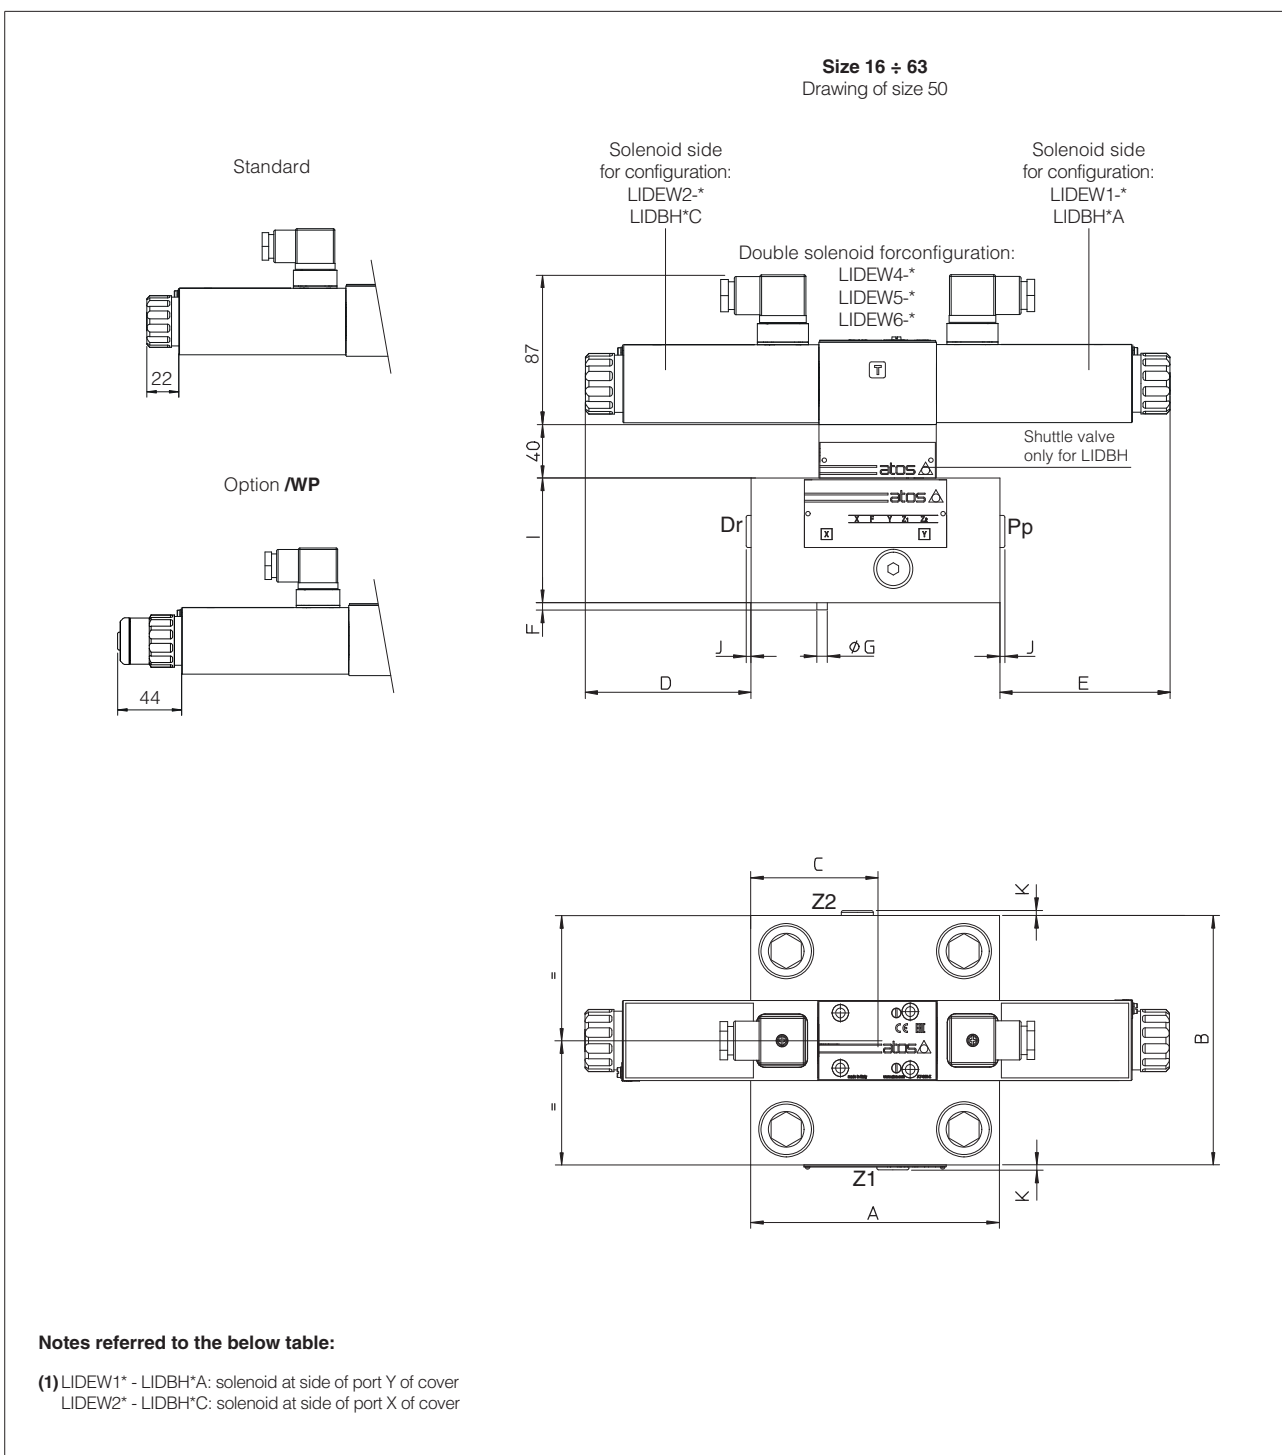 Size 16 ÷ 63
Drawing of size 50
Standard
Solenoid side
for configuration:
LIDEW2-*
LIDBH*C
Solenoid side
for configuration:
LIDEW1-*
LIDBH*A
Double solenoid forconfiguration:
LIDEW4-*
LIDEW5-*
LIDEW6-*
22
87
T
40
Shuttle valve
only for LIDBH
atos
Option /WP
atos
X P Y Z1 Z2
Dr
Pp
X
Y
I
F
J
ø G
J
44
D
E
C
K
Z2
=
CE EAC
atos
B
=
Z1
K
A
Notes referred to the below table:
(1) LIDEW1* - LIDBH*A: solenoid at side of port Y of cover
LIDEW2* - LIDBH*C: solenoid at side of port X of cover